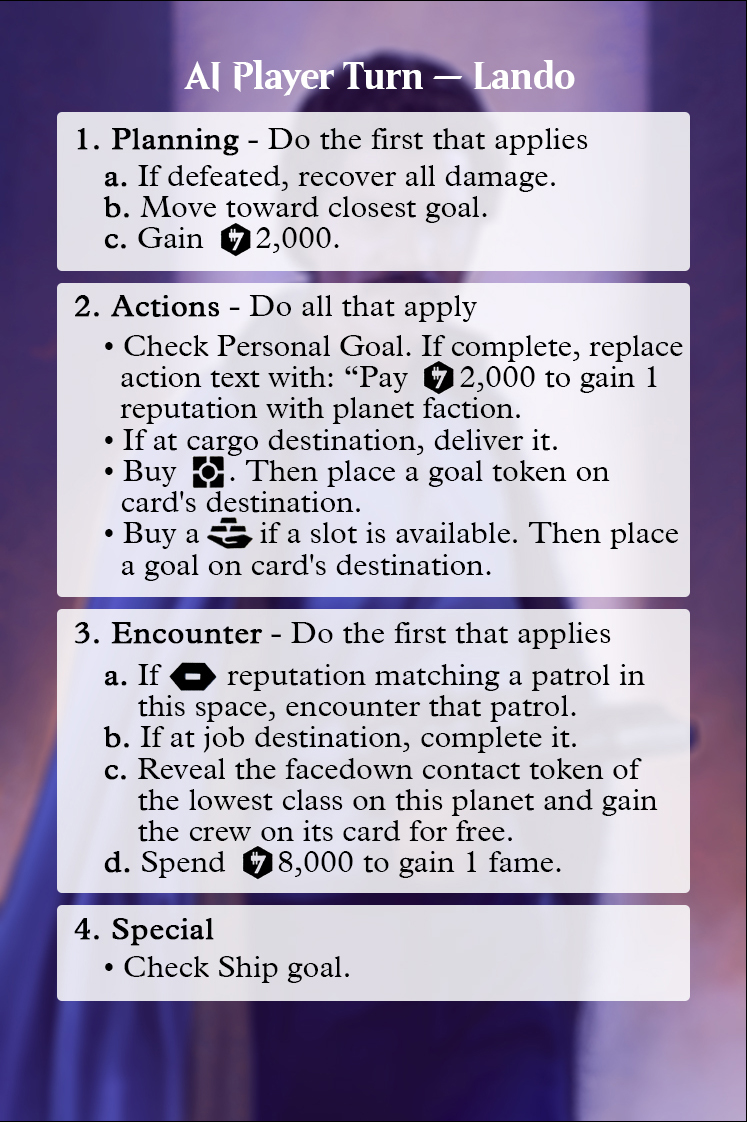 AI Player Turn — Lando
1. Planning - Do the first that applies
a. If defeated, recover all damage.
b. Move toward closest goal.
c. Gain 2,000.
2. Actions - Do all that apply
• Check Personal Goal. If complete, replace
action text with: “Pay 2,000 to gain 1
reputation with planet faction.
• If at cargo destination, deliver it.
• Buy . Then place a goal token on
card's destination.
• Buy a if a slot is available. Then place
a goal on card's destination.
3. Encounter - Do the first that applies
a. If reputation matching a patrol in
this space, encounter that patrol.
b. If at job destination, complete it.
c. Reveal the facedown contact token of
the lowest class on this planet and gain
the crew on its card for free.
d. Spend 8,000 to gain 1 fame.
4. Special
• Check Ship goal.